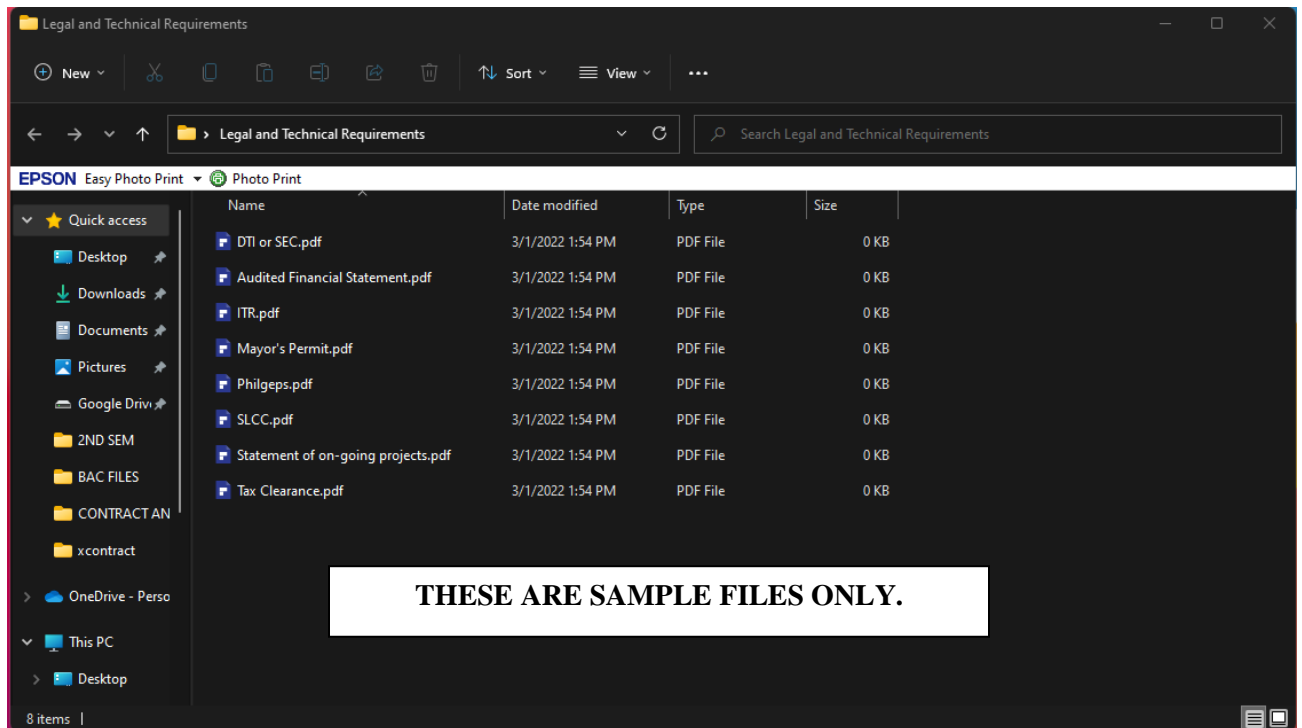 Legal and Technical Requirements
New Sort View
Legal and Technical Requirements Search Legal and Technical Requirements
EPSON Easy Photo Print Photo Print
Name Date modified Type Size
Quick access
Desktop
Downloads
Documents
Pictures
Google Driv
2ND SEM
BAC FILES
CONTRACT AN
xcontract
OneDrive - Perso
This PC
Desktop
DTI or SEC.pdf 3/1/2022 1:54 PM PDF File 0 KB
Audited Financial Statement.pdf 3/1/2022 1:54 PM PDF File 0 KB
ITR.pdf 3/1/2022 1:54 PM PDF File 0 KB
Mayor's Permit.pdf 3/1/2022 1:54 PM PDF File 0 KB
Philgeps.pdf 3/1/2022 1:54 PM PDF File 0 KB
SLCC.pdf 3/1/2022 1:54 PM PDF File 0 KB
Statement of on-going projects.pdf 3/1/2022 1:54 PM PDF File 0 KB
Tax Clearance.pdf 3/1/2022 1:54 PM PDF File 0 KB
THESE ARE SAMPLE FILES ONLY.
8 items